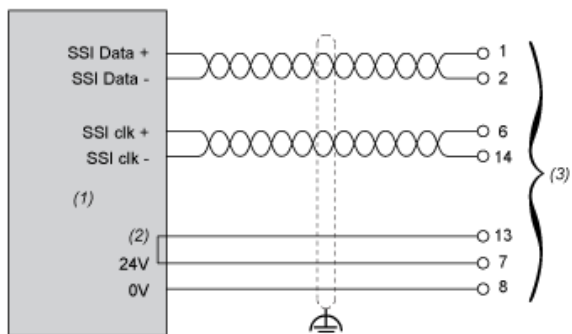 SSI Data + 1
SSI Data - 2
SSI clk + 6
SSI clk - 14
(3)
(1)
(2) 13
24V 7
0V 8